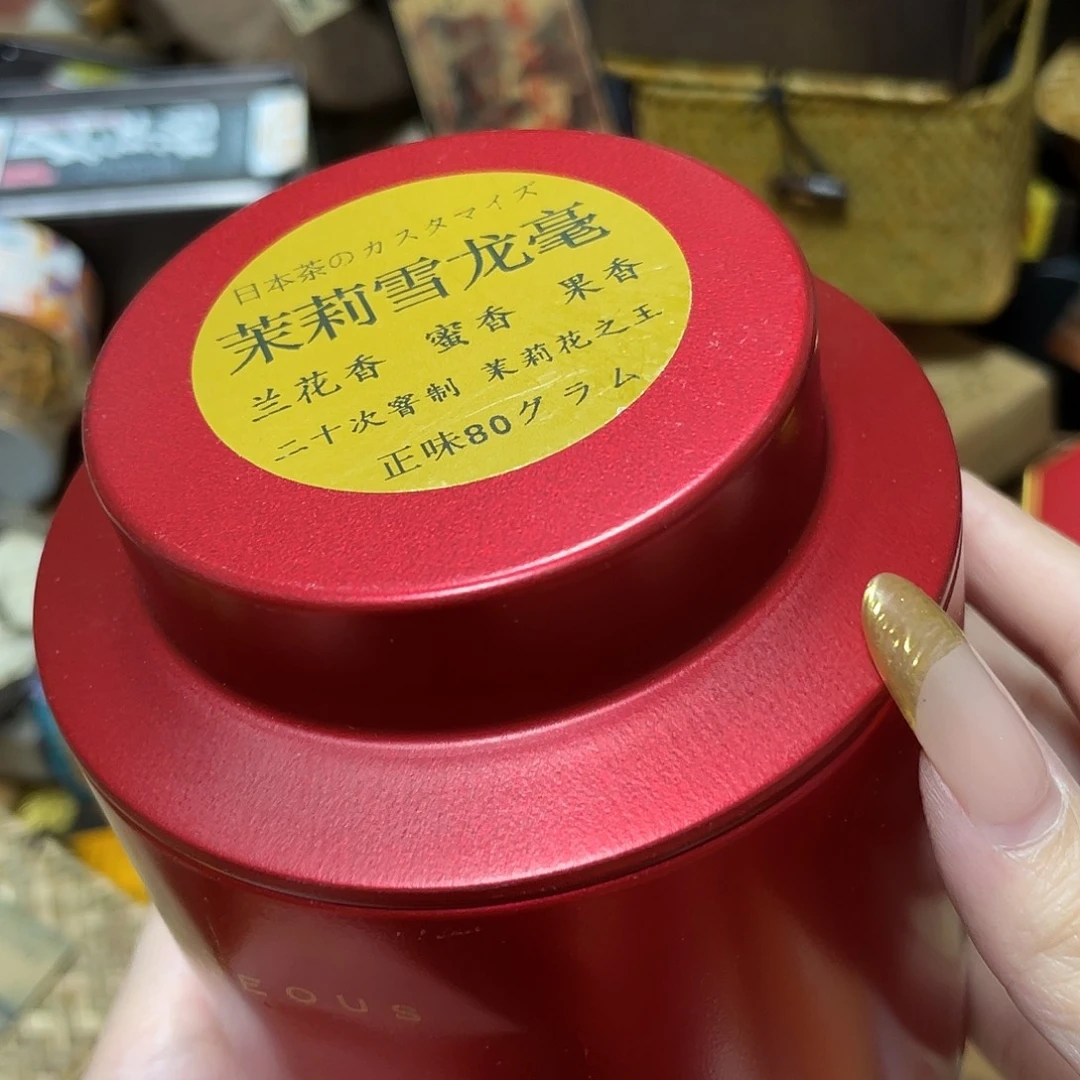 日本茶のカスタマイズ
茉莉雪龙毫
兰花香 蜜香 果香
二十次窨制 茉莉花之王
正味80グラム
EOUS